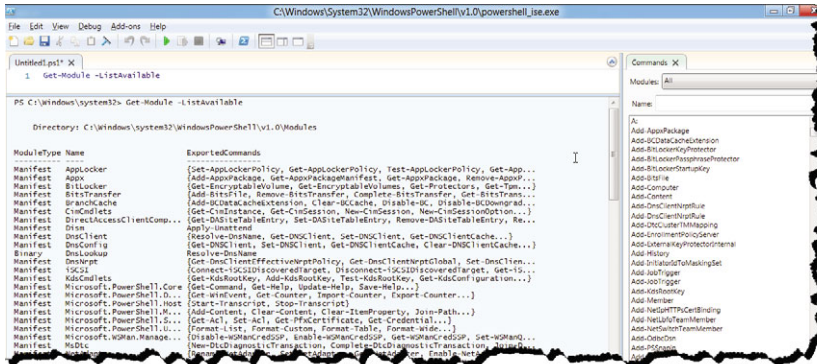 C:\Windows\System32\WindowsPowerShell\v1.0\powershell_ise.exe
File Edit View Debug Add-ons Help
Untitled1.ps1* X
1 Get-Module -ListAvailable
PS C:\Windows\system32> Get-Module -ListAvailable
Directory: C:\Windows\system32\WindowsPowerShell\v1.0\Modules
ModuleType Name ExportedCommands
---------- ---- ----------------
Manifest AppLocker {Set-AppLockerPolicy, Get-AppLockerPolicy, Test-AppLockerPolicy, Get-App...
Manifest Appx {Add-AppxPackage, Get-AppxPackageManifest, Get-AppxPackage, Remove-AppxP...
Manifest BitLocker {Get-EncryptableVolume, Get-EncryptableVolumes, Get-Protectors, Get-Tpm...}
Manifest BitsTransfer {Add-BitsFile, Remove-BitsTransfer, Complete-BitsTransfer, Get-BitsTrans...
Manifest BranchCache {Add-BCDataCacheExtension, Clear-BCCache, Disable-BC, Disable-BCDowngrad...
Manifest CimCmdlets {Get-CimInstance, Get-CimSession, New-CimSession, New-CimSessionOption...}
Manifest DirectAccessClientComp... {Get-DASiteTableEntry, Set-DASiteTableEntry, Remove-DASiteTableEntry, Re...
Manifest Dism Apply-Unattend
Manifest DnsClient {Resolve-DnsName, Get-DNSClient, Set-DNSClient, Get-DNSClientCache...}
Manifest DnsConfig {Get-DNSClient, Set-DNSClient, Get-DNSClientCache, Clear-DNSClientCache...}
Binary DnsLookup Resolve-DnsName
Manifest DnsNrpt {Get-DnsClientEffectiveNrptPolicy, Get-DnsClientNrptGlobal, Set-DnsClien...
Manifest iSCSI {Connect-iSCSIDiscoveredTarget, Disconnect-iSCSIDiscoveredTarget, Get-iS...
Manifest KdsCmdlets {Get-KdsRootKey, Add-KdsRootKey, Test-KdsRootKey, Get-KdsConfiguration...}
Manifest Microsoft.PowerShell.Core {Get-Command, Get-Help, Update-Help, Save-Help...}
Manifest Microsoft.PowerShell.D... {Get-WinEvent, Get-Counter, Import-Counter, Export-Counter...}
Manifest Microsoft.PowerShell.Host {Start-Transcript, Stop-Transcript}
Manifest Microsoft.PowerShell.M... {Add-Content, Clear-Content, Clear-ItemProperty, Join-Path...}
Manifest Microsoft.PowerShell.S... {Get-Acl, Set-Acl, Get-PfxCertificate, Get-Credential...}
Manifest Microsoft.PowerShell.U... {Format-List, Format-Custom, Format-Table, Format-Wide...}
Manifest Microsoft.WSMan.Manage... {Disable-WSManCredSSP, Enable-WSManCredSSP, Get-WSManCredSSP, Set-WSManQ...
Manifest MsDtc {New-DtcDiagnosticTransaction, Complete-DtcDiagnosticTransaction,
Commands X
Modules: All
Name:
A:
Add-AppxPackage
Add-BCDataCacheExtension
Add-BitLockerKeyProtector
Add-BitLockerPassphraseProtector
Add-BitLockerStartupKey
Add-BitsFile
Add-Computer
Add-Content
Add-DnsClientNrptRule
Add-DnsClientNrptRule
Add-DtcClusterTMMapping
Add-EnrollmentPolicyServer
Add-ExternalKeyProtectorInternal
Add-History
Add-InitiatorIdToMaskingSet
Add-JobTrigger
Add-JobTrigger
Add-KdsRootKey
Add-Member
Add-NetIpHTTPsCertBinding
Add-NetLbfoTeamMember
Add-NetSwitchTeamMember
Add-OdbcDsn
Add-PSSnapin